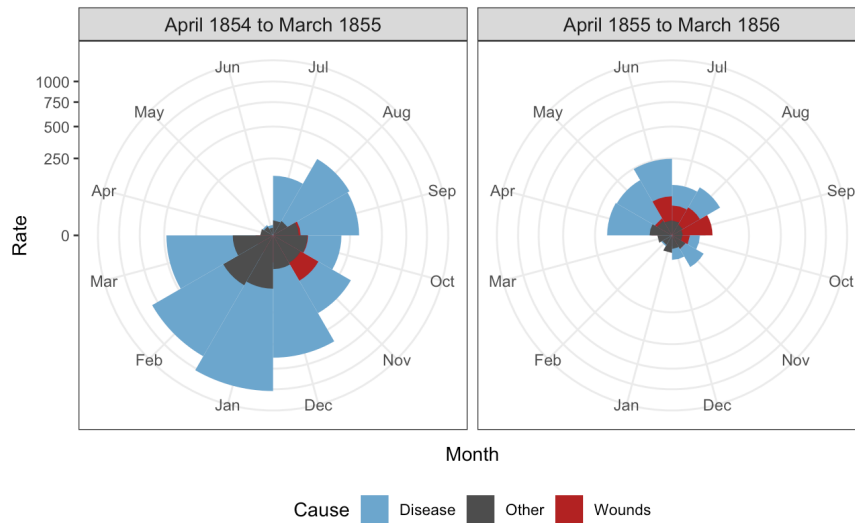 April 1854 to March 1855
April 1855 to March 1856
Jun
Jul
May
Aug
Apr
Sep
Mar
Oct
Feb
Nov
Jan
Dec
1000
750
500
250
0
Rate
Jun
Jul
May
Aug
Apr
Sep
Mar
Oct
Feb
Nov
Jan
Dec
Month
Cause Disease Other Wounds